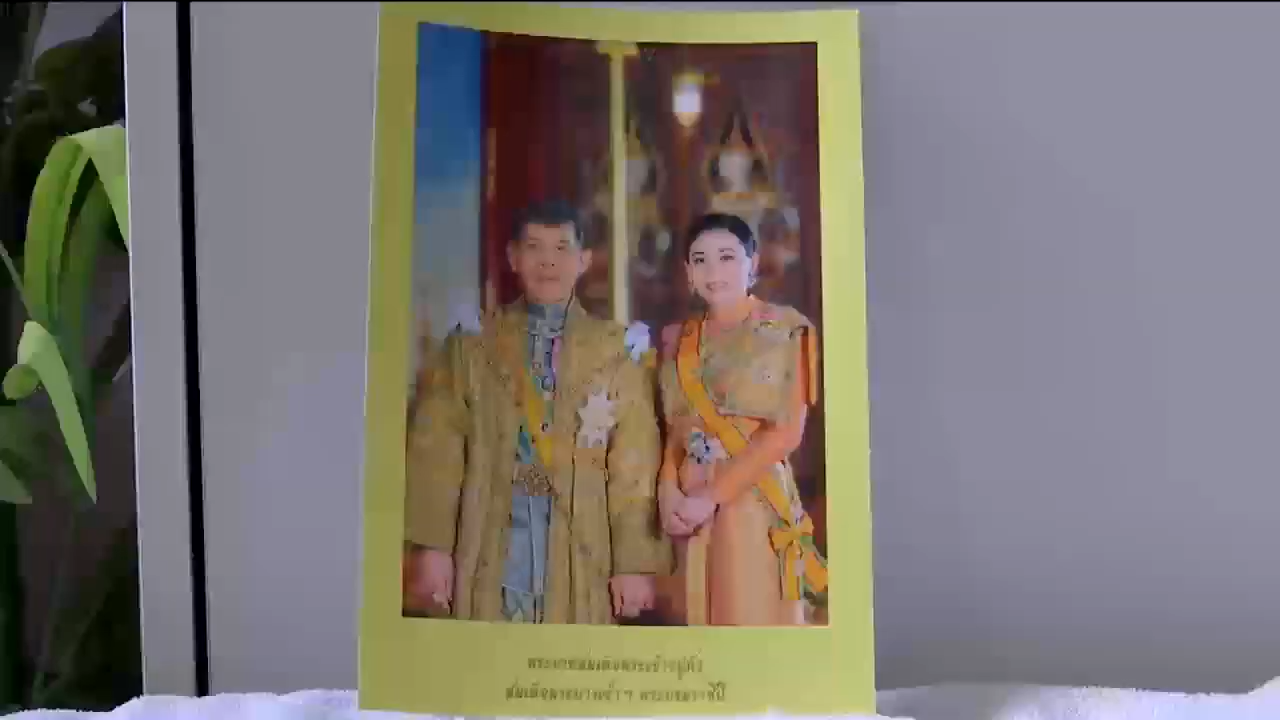 พระบาทสมเด็จพระเจ้าอยู่หัว
สมเด็จพระนางเจ้าฯ พระบรมราชินี